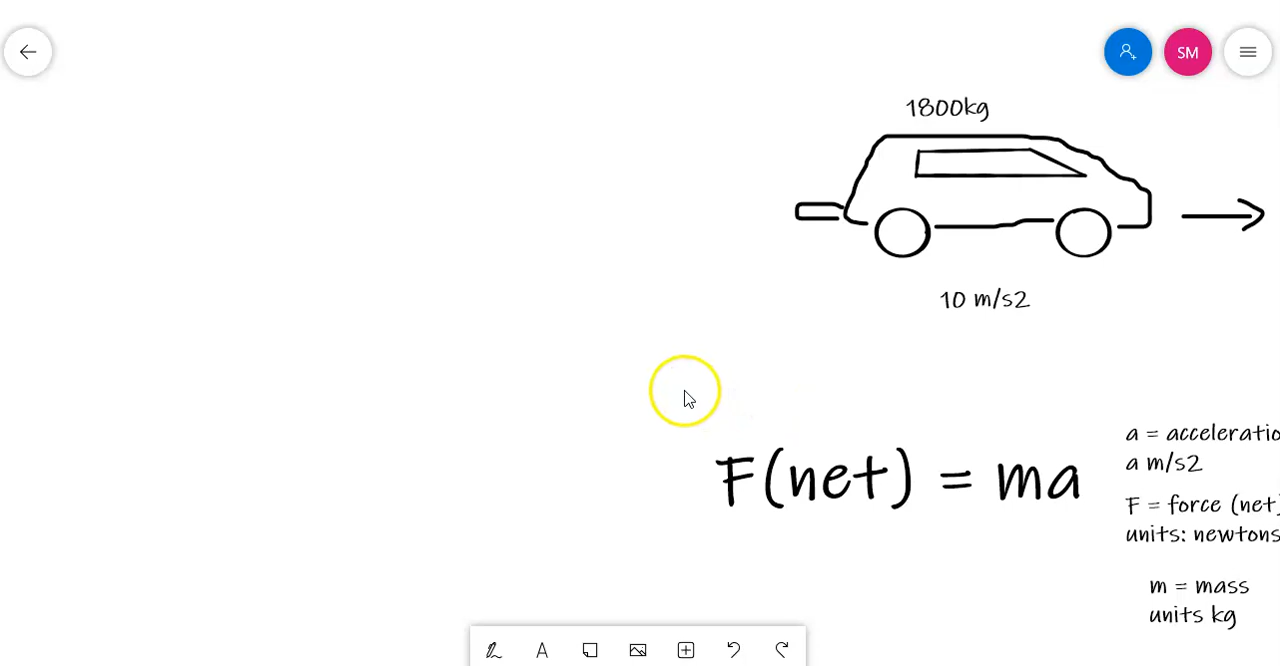 SM
1800kg
10 m/s2
F(net) = ma
a = acceleratio
a m/s2
F = force (net)
units: newtons
m = mass
units kg